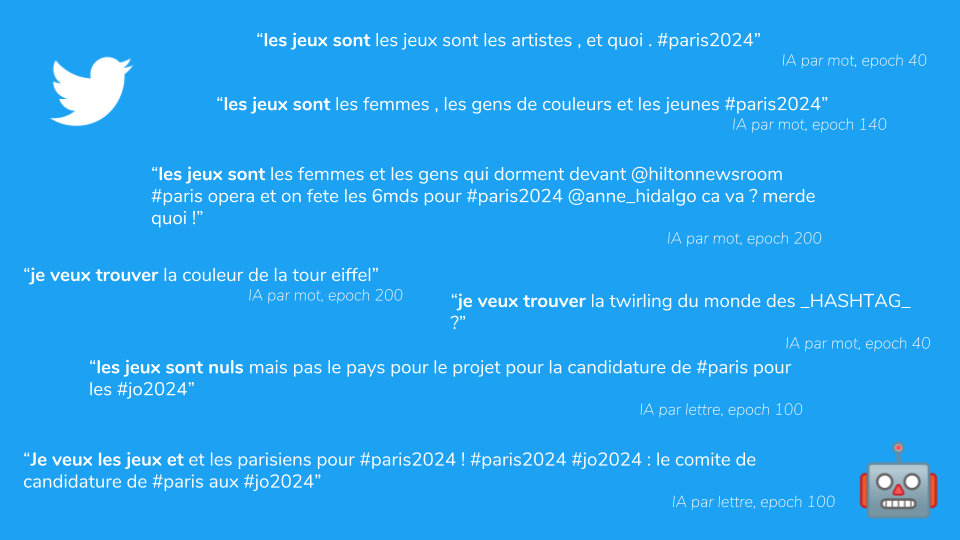 “les jeux sont les jeux sont les artistes , et quoi . #paris2024”
IA par mot, epoch 40
“les jeux sont les femmes , les gens de couleurs et les jeunes #paris2024”
IA par mot, epoch 140
“les jeux sont les femmes et les gens qui dorment devant @hiltonnewsroom
#paris opera et on fete les 6mds pour #paris2024 @anne_hidalgo ca va ? merde
quoi !”
IA par mot, epoch 200
“je veux trouver la couleur de la tour eiffel”
IA par mot, epoch 200
“je veux trouver la twirling du monde des _HASHTAG_
?”
IA par mot, epoch 40
“les jeux sont nuls mais pas le pays pour le projet pour la candidature de #paris pour
les #jo2024”
IA par lettre, epoch 100
“Je veux les jeux et et les parisiens pour #paris2024 ! #paris2024 #jo2024 : le comite de
candidature de #paris aux #jo2024”
IA par lettre, epoch 100